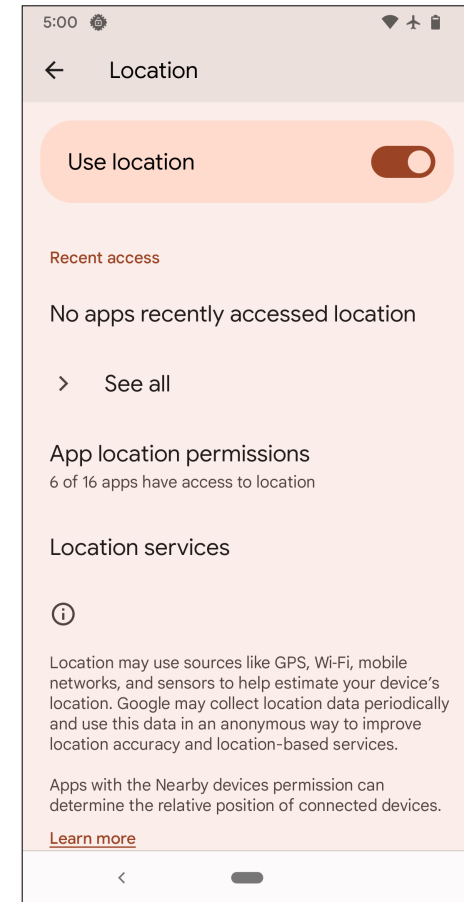 5:00
Location
Use location
Recent access
No apps recently accessed location
See all
App location permissions
6 of 16 apps have access to location
Location services
Location may use sources like GPS, Wi-Fi, mobile
networks, and sensors to help estimate your device's
location. Google may collect location data periodically
and use this data in an anonymous way to improve
location accuracy and location-based services.
Apps with the Nearby devices permission can
determine the relative position of connected devices.
Learn more